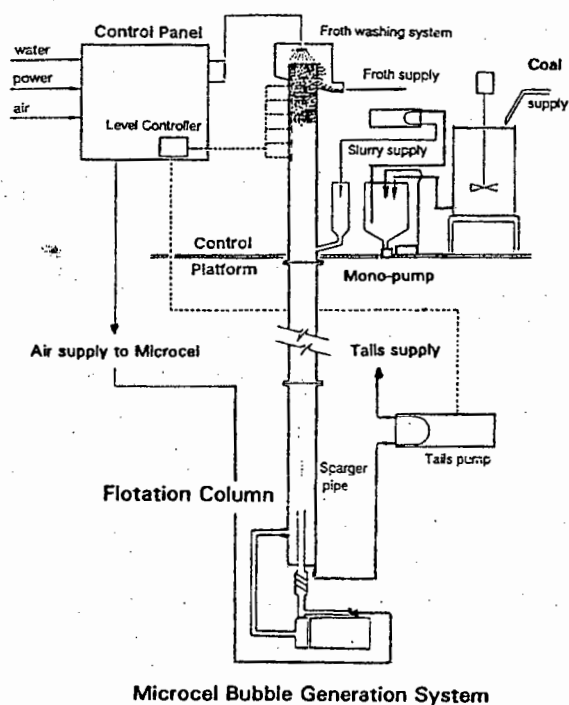 Control Panel
Froth washing system
water
power
air
Froth supply
Coal
supply
Level Controller
Slurry supply
Control
Platform
Mono-pump
Air supply to Microcel
Tails supply
Sparger
pipe
Tails pump
Flotation Column
Microcel Bubble Generation System